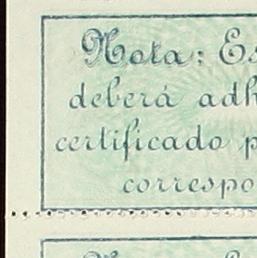 Nota: Es
deberá adh
certificado p
correspo